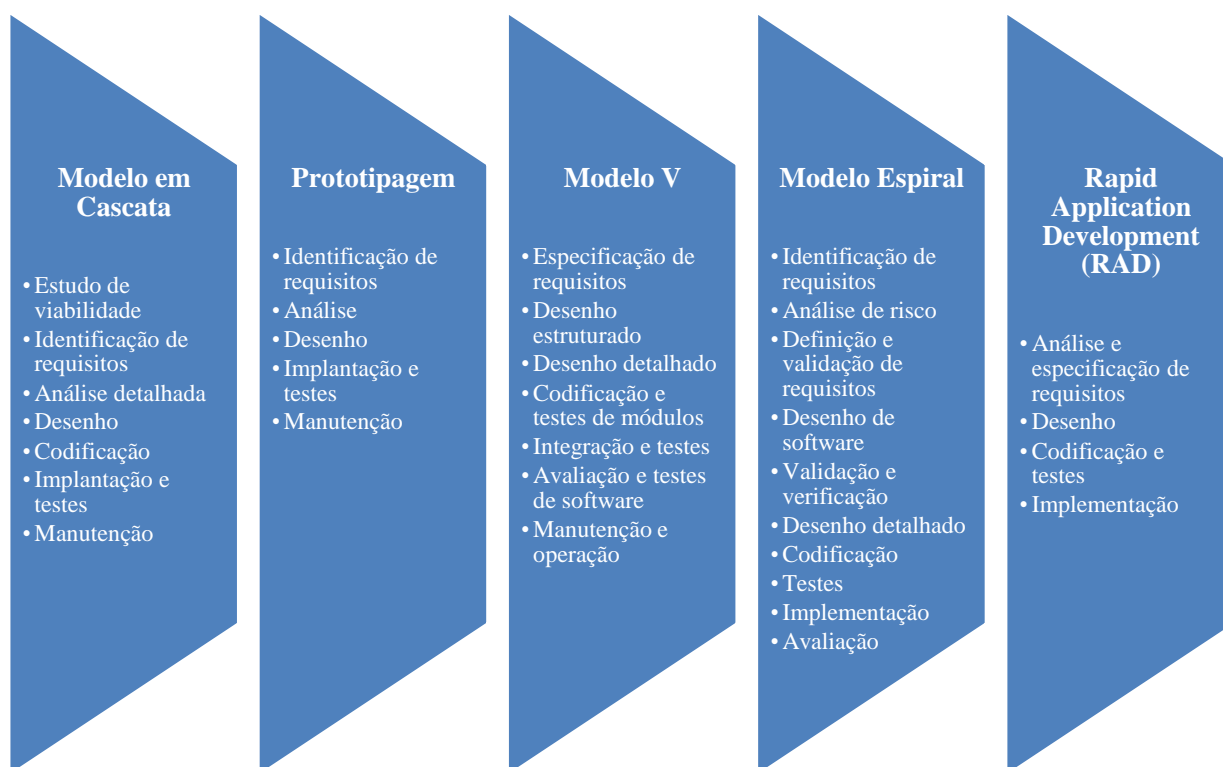 Modelo em
Cascata
• Estudo de
viabilidade
• Identificação de
requisitos
• Análise detalhada
• Desenho
• Codificação
• Implantação e
testes
• Manutenção
Prototipagem
• Identificação de
requisitos
• Análise
• Desenho
• Implantação e
testes
• Manutenção
Modelo V
• Especificação de
requisitos
• Desenho
estruturado
• Desenho detalhado
• Codificação e
testes de módulos
• Integração e testes
• Avaliação e testes
de software
• Manutenção e
operação
Modelo Espiral
• Identificação de
requisitos
• Análise de risco
• Definição e
validação de
requisitos
• Desenho de
software
• Validação e
verificação
• Desenho detalhado
• Codificação
• Testes
• Implementação
• Avaliação
Rapid
Application
Development
(RAD)
• Análise e
especificação de
requisitos
• Desenho
• Codificação e
testes
• Implementação